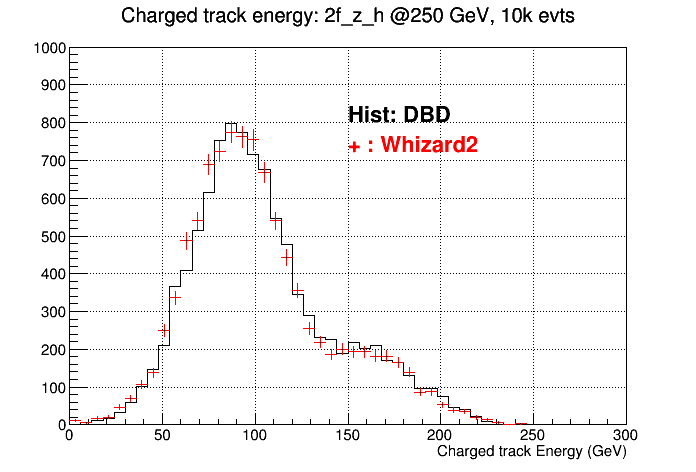 Charged track energy: 2f_z_h @250 GeV, 10k evts
1000
900
800
Hist: DBD
+ : Whizard2
700
600
500
400
300
200
100
0
0 50 100 150 200 250 300
Charged track Energy (GeV)